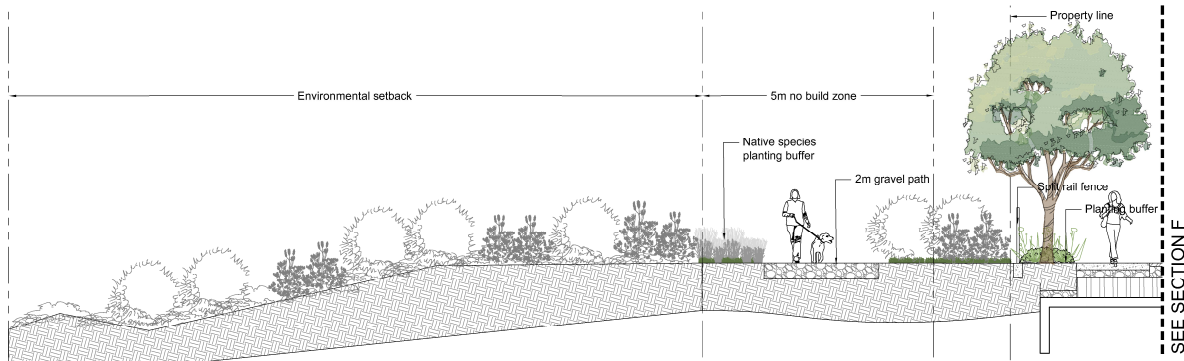 Property line
Environmental setback
5m no build zone
Native species
planting buffer
2m gravel path
Split rail fence
Planting buffer
SEE SECTION F